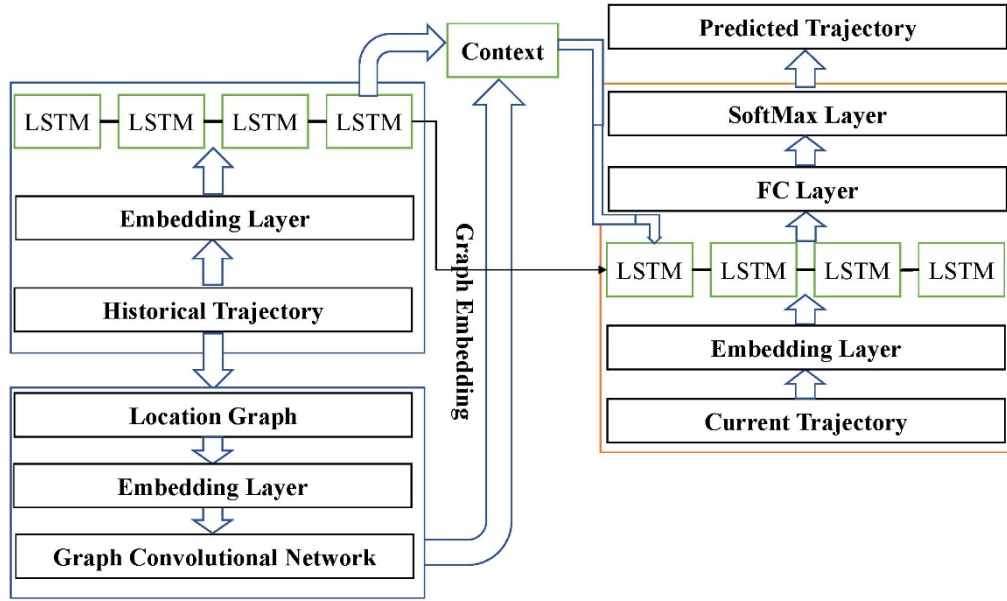 Context
Predicted Trajectory
LSTM LSTM LSTM LSTM
Embedding Layer
Historical Trajectory
Location Graph
Embedding Layer
Graph Convolutional Network
Graph Embedding
SoftMax Layer
FC Layer
LSTM LSTM LSTM LSTM
Embedding Layer
Current Trajectory